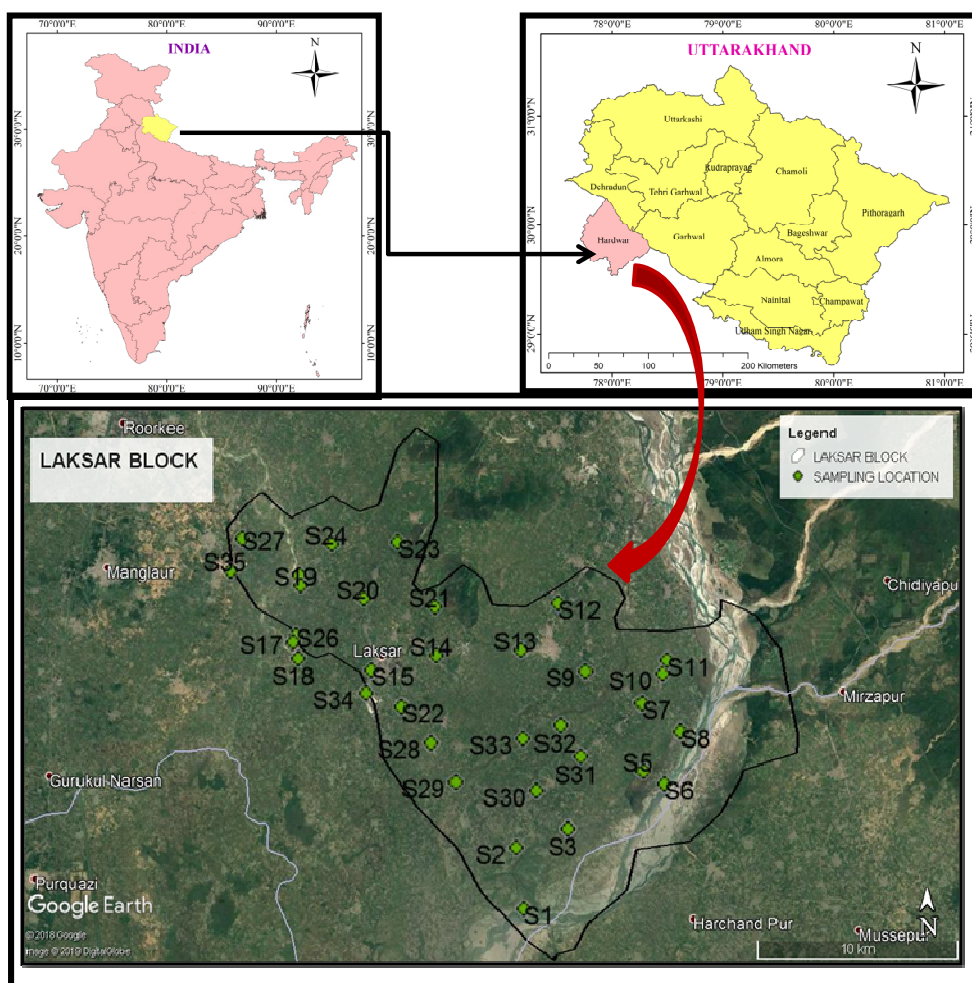 70°0'0"E 80°0'0"E 90°0'0"E
INDIA
N
30°0'0"N
20°0'0"N
10°0'0"N
70°0'0"E 80°0'0"E 90°0'0"E
78°0'0"E 79°0'0"E 80°0'0"E 81°0'0"E
UTTARAKHAND
N
31°0'0"N
30°0'0"N
Uttarkashi
Rudraprayag
Chamoli
Dehradun
Tehri Garhwal
Pithoragarh
Hardwar
Garhwal
Bageshwar
Almora
Nainital
Champawat
Udham Singh Nagar
0 50 100 200 Kilometers
78°0'0"E 79°0'0"E 80°0'0"E 81°0'0"E
Roorkee
LAKSAR BLOCK
Legend
LAKSAR BLOCK
SAMPLING LOCATION
S27
S24
S23
S35
Manglaur
S19
Chidiyapu
S20
S21
S12
S26
S17
S13
S14
Laksar
S18
S15
S11
S10
S9
S34
Mirzapur
S22
S7
S8
S28
S33
S32
S31
S5
Gurukul Narsan
S29
S30
S6
S3
S2
Purquazi
Google Earth
S1
Harchand Pur
N
©2018 Google
Image © 2018 DigitalGlobe
Mussepur
10 km